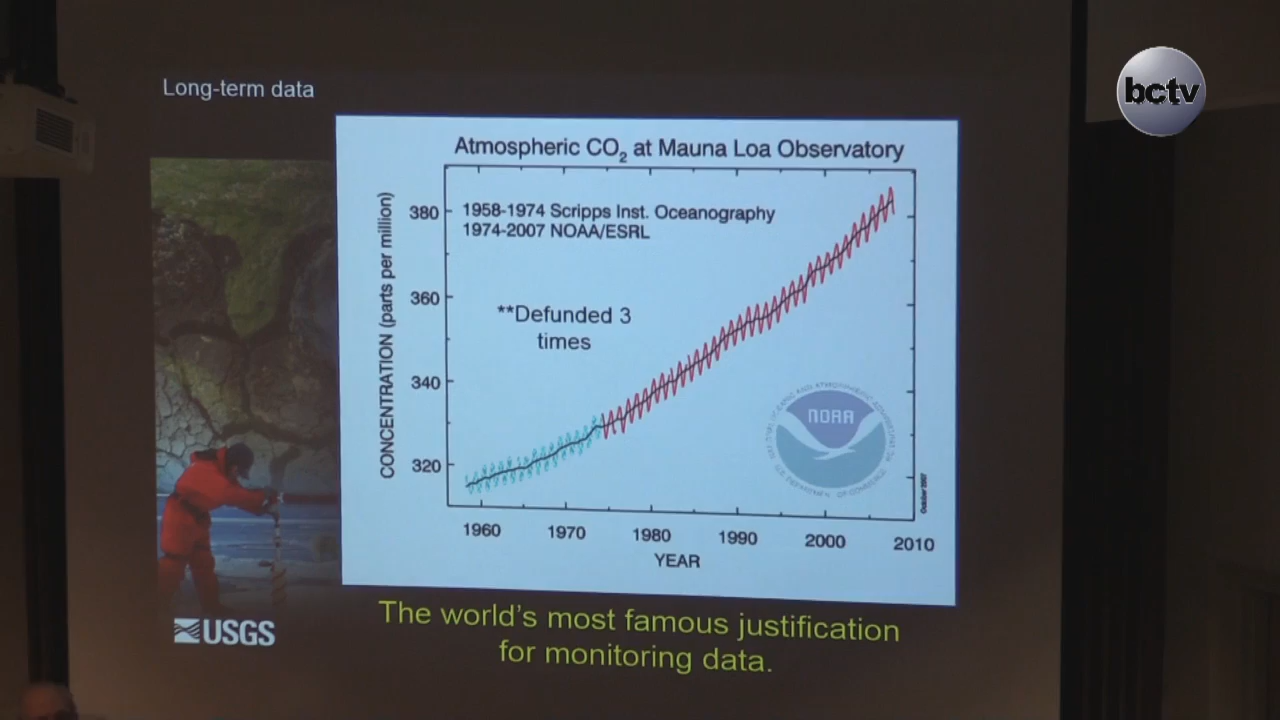 Long-term data
bctv
Atmospheric CO2 at Mauna Loa Observatory
1958-1974 Scripps Inst. Oceanography
1974-2007 NOAA/ESRL
**Defunded 3
times
CONCENTRATION (parts per million)
380
360
340
320
NOAA
October 2007
1960 1970 1980 1990 2000 2010
YEAR
USGS
The world's most famous justification
for monitoring data.